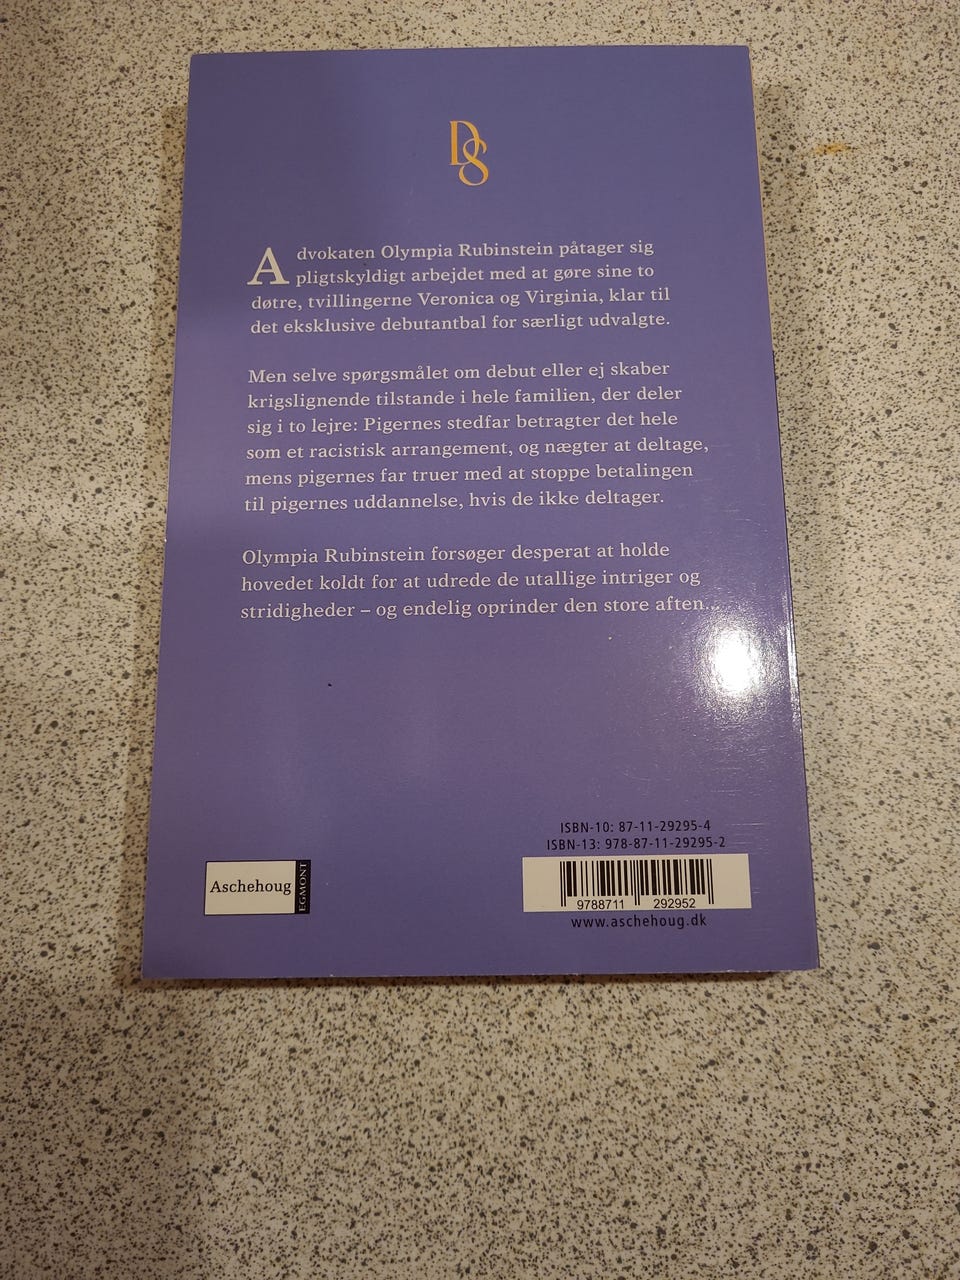 DS
Advokaten Olympia Rubinstein påtager sig
pligtskyldigt arbejdet med at gøre sine to
døtre, tvillingerne Veronica og Virginia, klar til
det eksklusive debutantbal for særligt udvalgte.
Men selve spørgsmålet om debut eller ej skaber
krigslignende tilstande i hele familien, der deler
sig i to lejre: Pigernes stedfar betragter det hele
som et racistisk arrangement, og nægter at deltage,
mens pigernes far truer med at stoppe betalingen
til pigernes uddannelse, hvis de ikke deltager.
Olympia Rubinstein forsøger desperat at holde
hovedet koldt for at udrede de utallige intriger og
stridigheder – og endelig oprinder den store aften...
ISBN-10: 87-11-29295-4
ISBN-13: 978-87-11-29295-2
Aschehoug
EGMONT
9788711 292952
www.aschehoug.dk